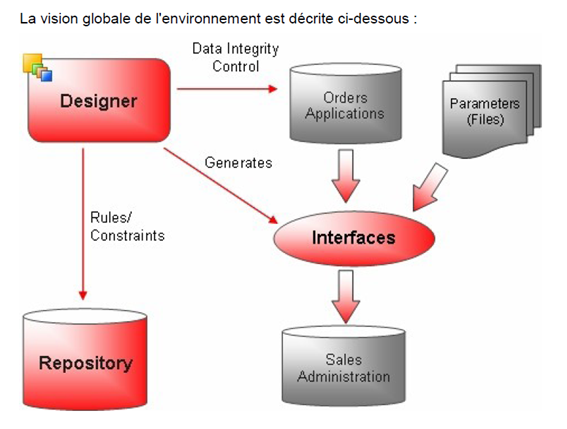 La vision globale de l'environnement est décrite ci-dessous :
Data Integrity
Control
Designer
Orders
Applications
Parameters
(Files)
Generates
Rules/
Constraints
Interfaces
Repository
Sales
Administration